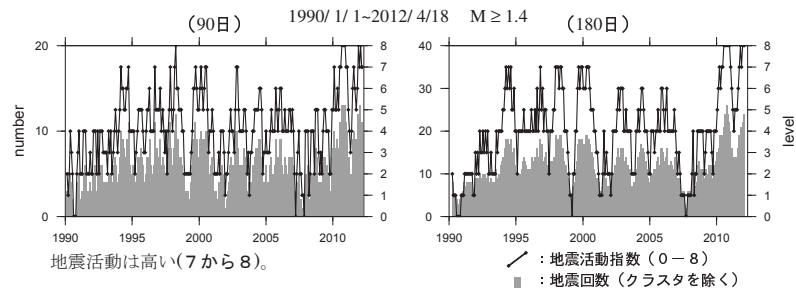 1990/ 1/ 1~2012/ 4/18 M ≥ 1.4
(90日)
(180日)
20
10
0
number
8
7
6
5
4
3
2
1
0
1990 1995 2000 2005 2010
40
30
20
10
0
8
7
6
5
4
3
2
1
0
level
1990 1995 2000 2005 2010
地震活動は高い(7から8)。
：地震活動指数（０－８）
：地震回数（クラスタを除く）